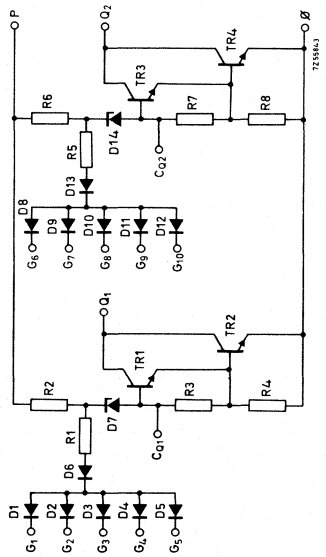 P
Q2
Ø
7Z55843
TR4
TR3
R6
R7
R8
D14
R5
CQ2
D13
D8
D9
D10
D11
D12
G6
G7
G8
G9
G10
Q1
TR2
TR1
R2
R3
R4
D7
R1
CQ1
D6
D1
D2
D3
D4
D5
G1
G2
G3
G4
G5